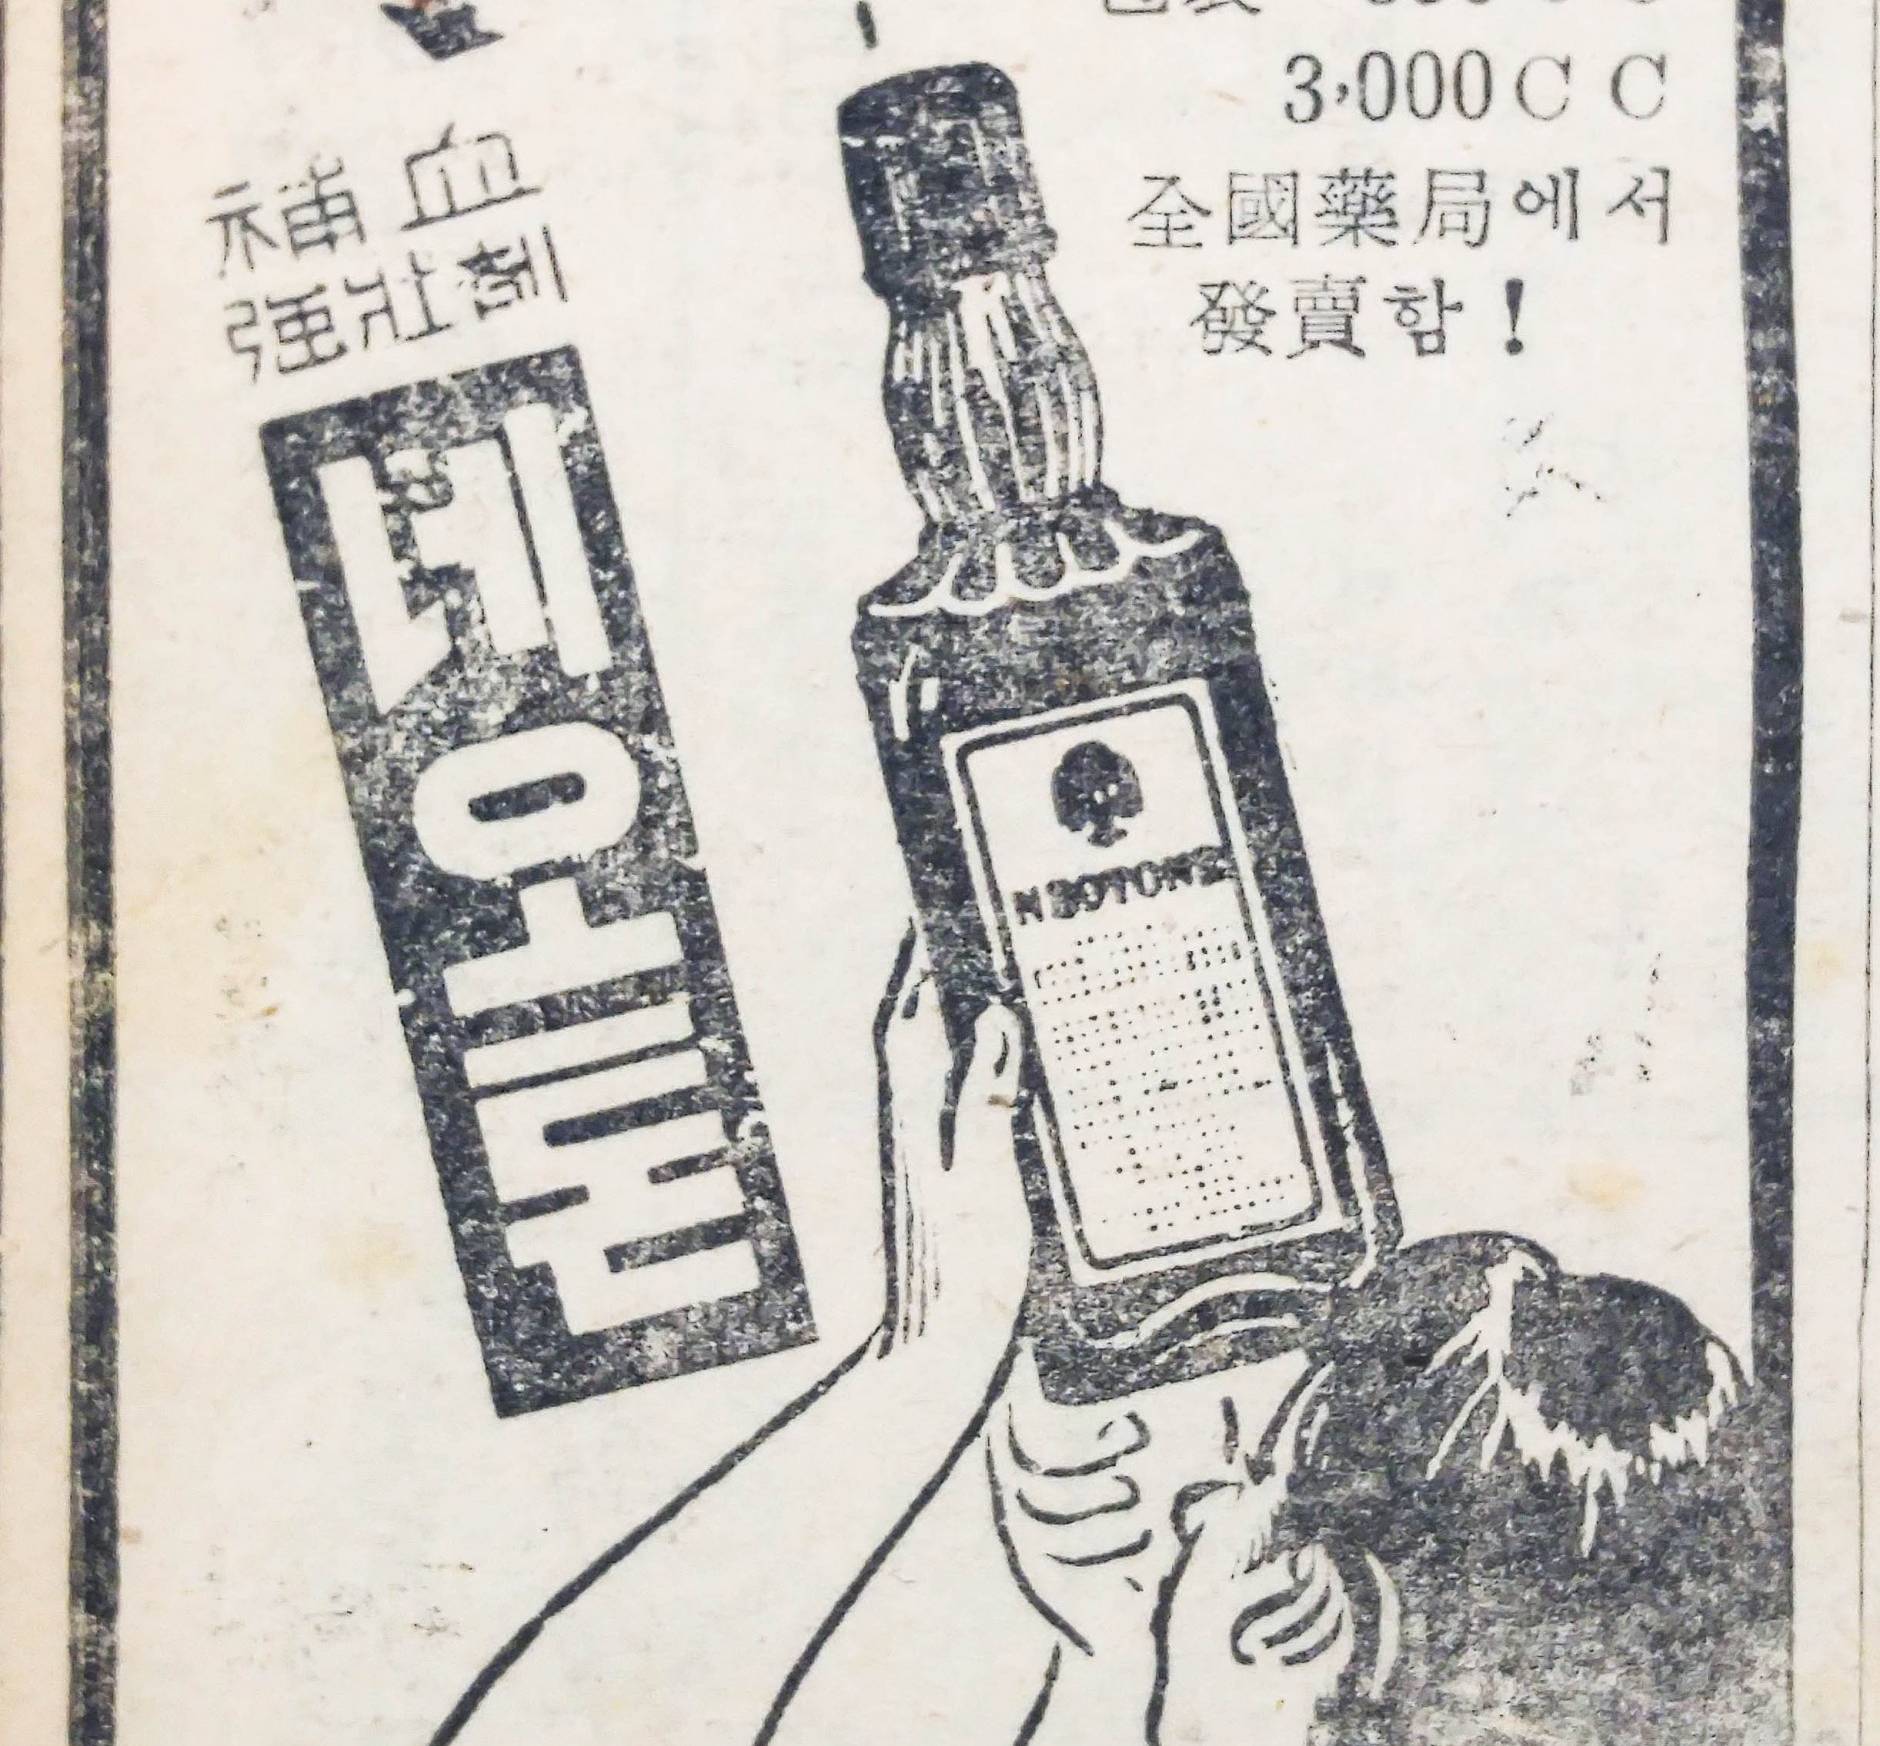 3,000CC
全國藥局에서
發賣함!
補血
强壯劑
네오톤
NEOTONE